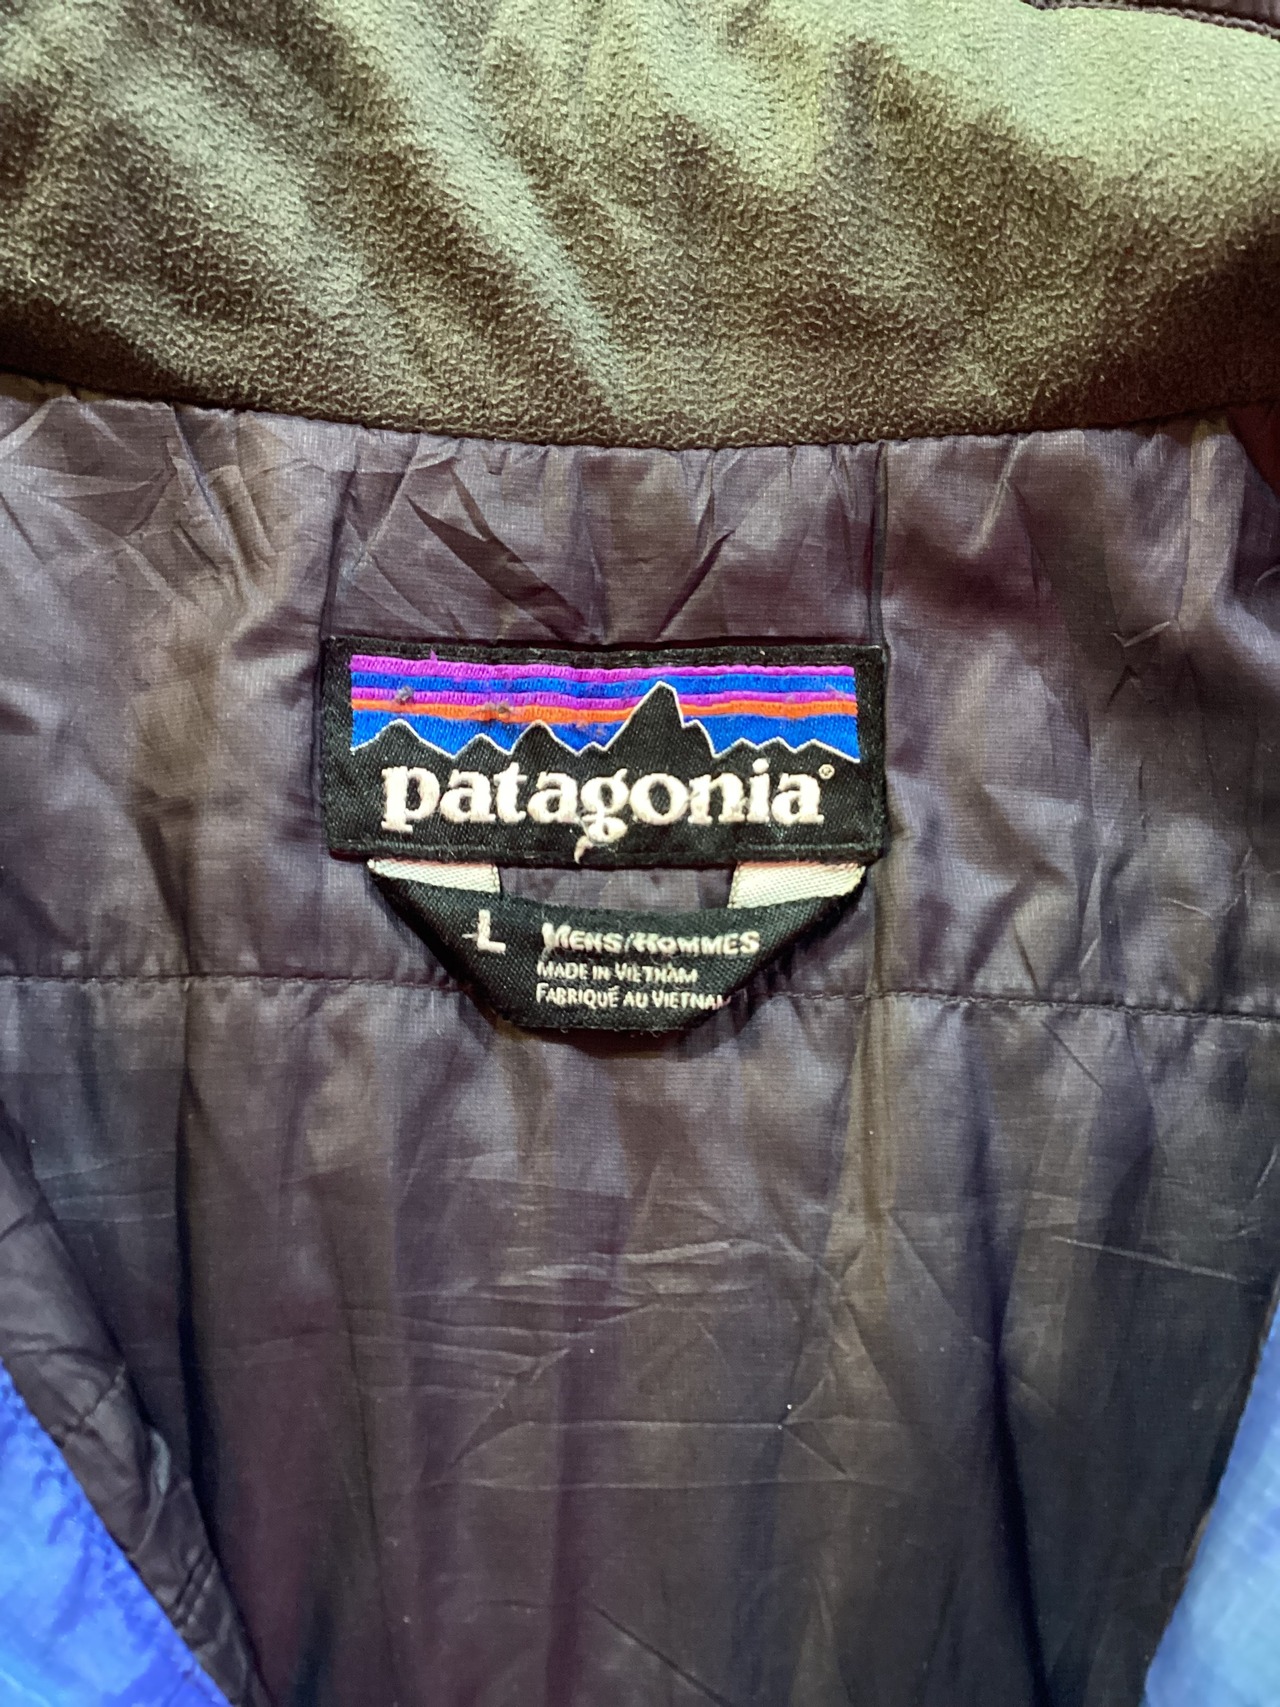 patagonia®
L MENS/HOMMES
MADE IN VIETNAM
FABRIQUÉ AU VIETNAM